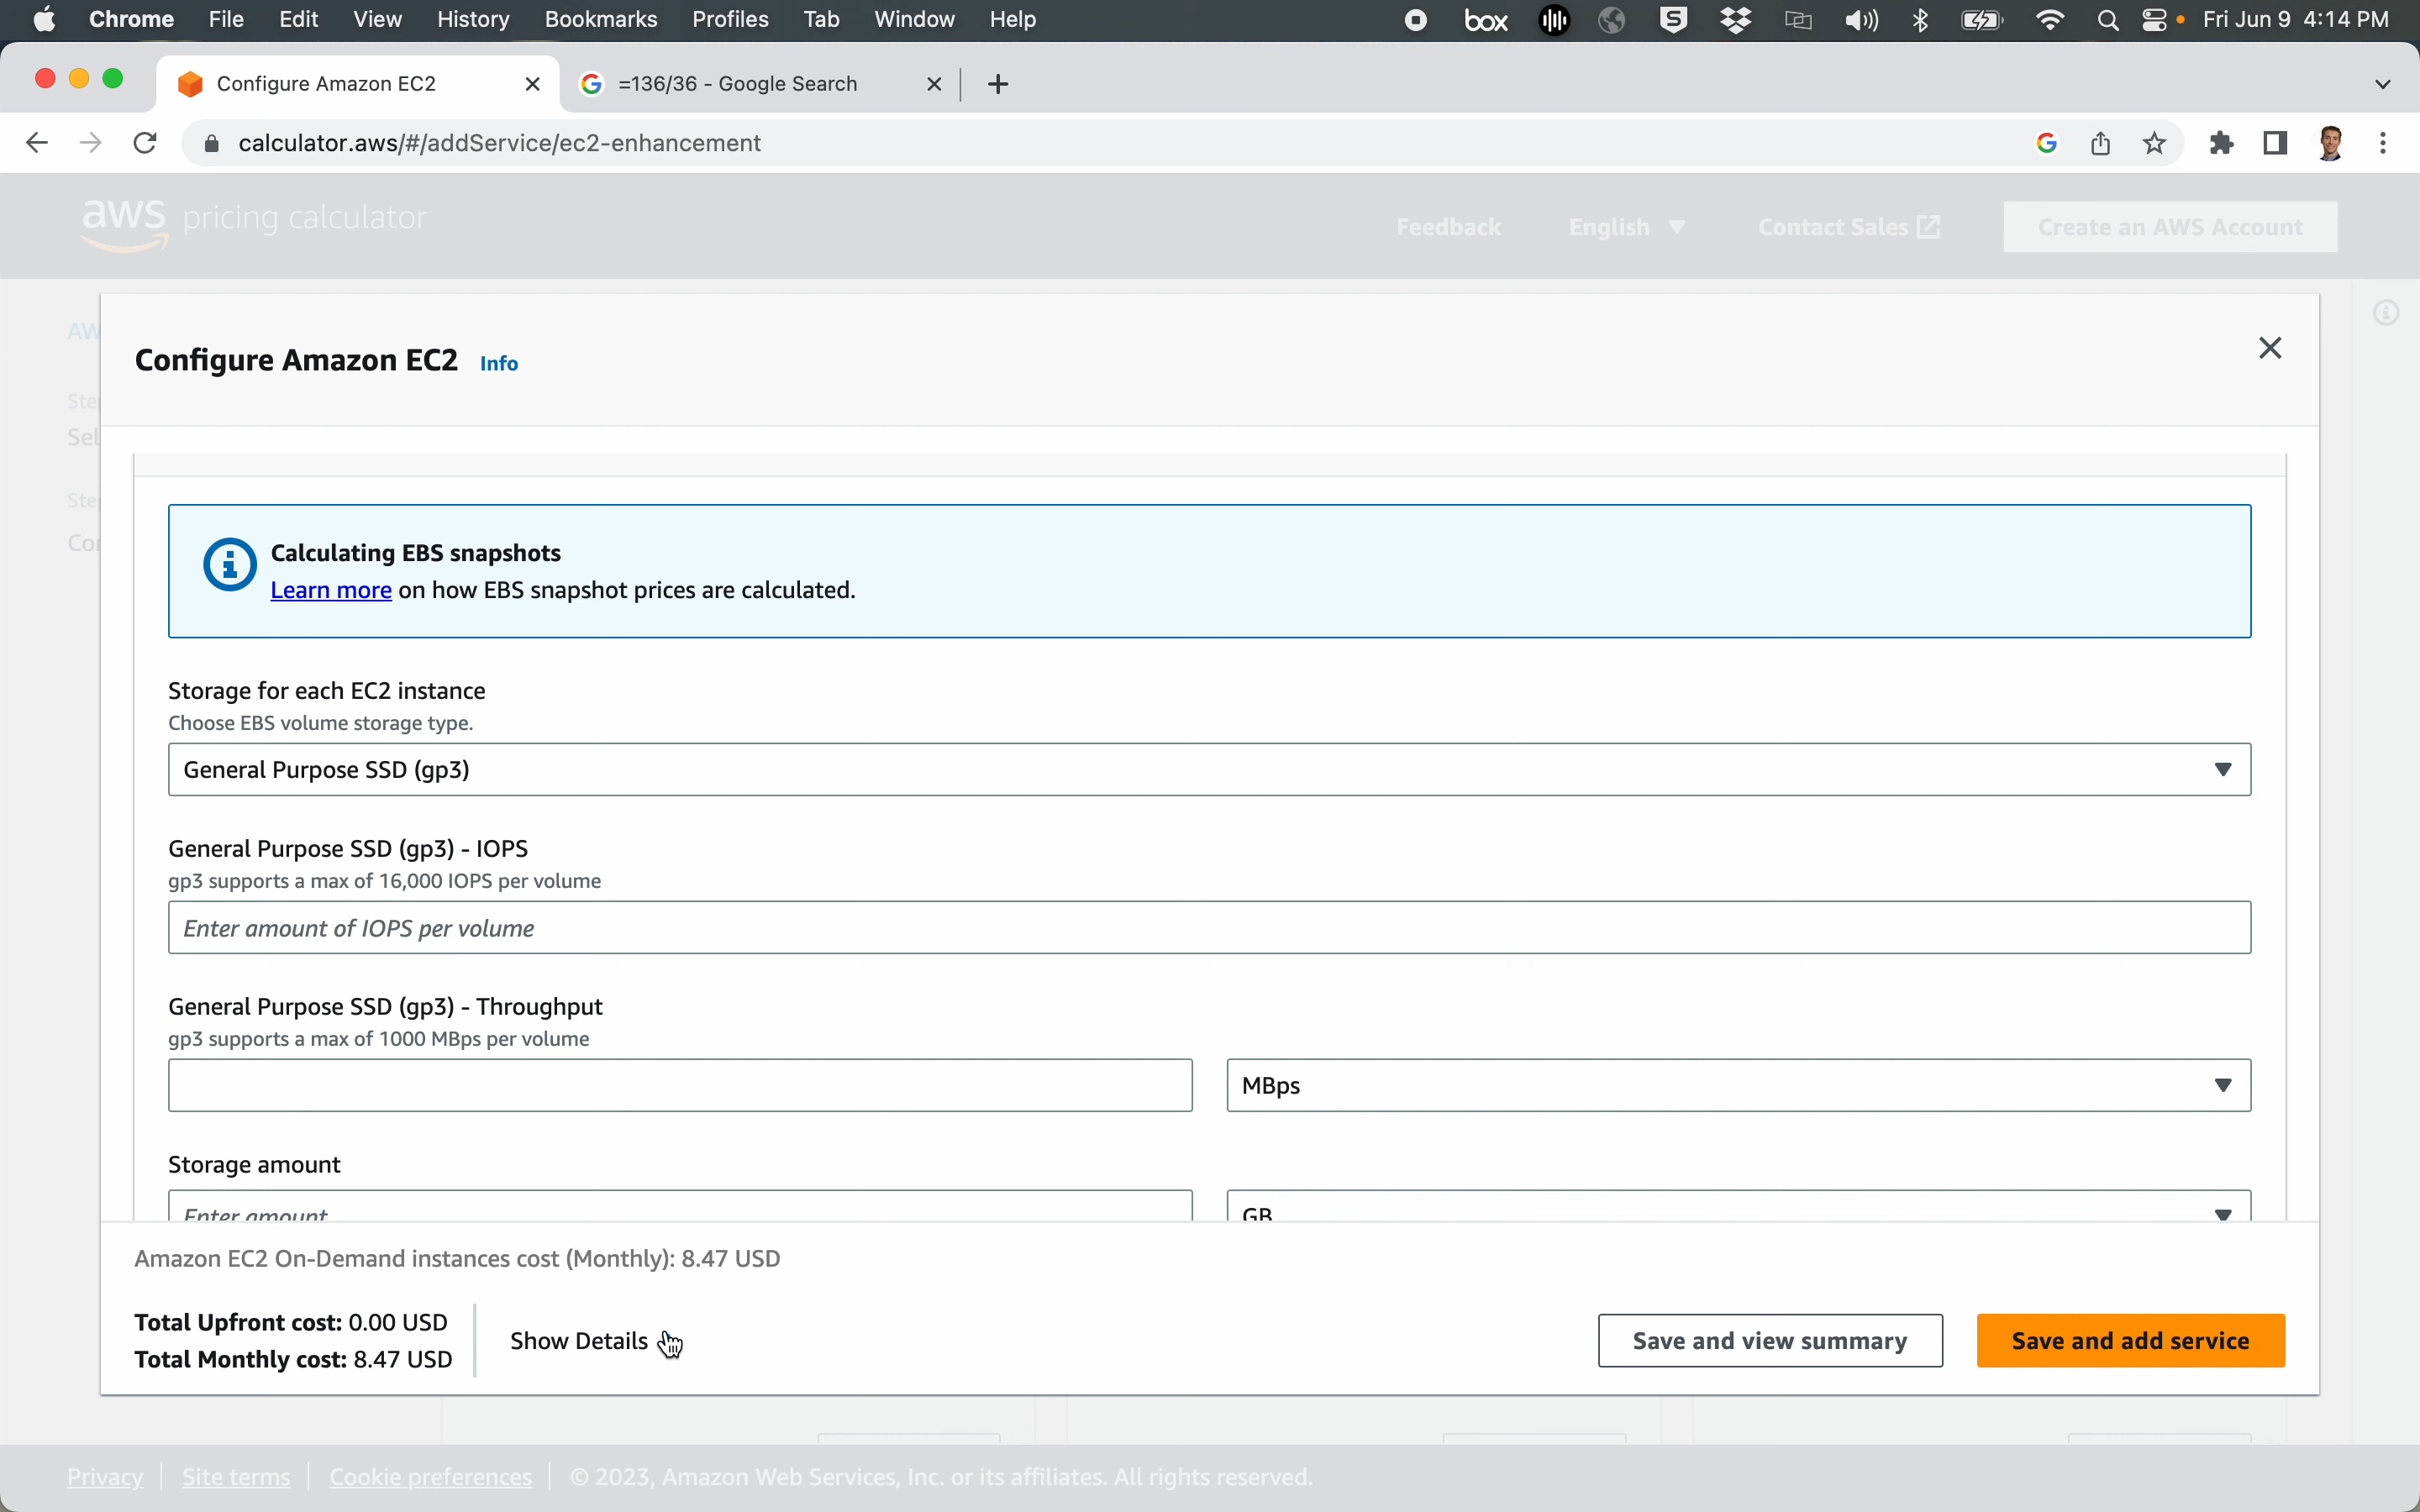 Chrome File Edit View History Bookmarks Profiles Tab Window Help box Fri Jun 9 4:14 PM
Configure Amazon EC2 =136/36 - Google Search
calculator.aws/#/addService/ec2-enhancement
aws pricing calculator Feedback English Contact Sales Create an AWS Account
AW
Configure Amazon EC2 Info
Step
Sel
Step
Con
Calculating EBS snapshots
Learn more on how EBS snapshot prices are calculated.
Storage for each EC2 instance
Choose EBS volume storage type.
General Purpose SSD (gp3)
General Purpose SSD (gp3) - IOPS
gp3 supports a max of 16,000 IOPS per volume
Enter amount of IOPS per volume
General Purpose SSD (gp3) - Throughput
gp3 supports a max of 1000 MBps per volume
MBps
Storage amount
Enter amount GB
Amazon EC2 On-Demand instances cost (Monthly): 8.47 USD
Total Upfront cost: 0.00 USD
Total Monthly cost: 8.47 USD
Show Details
Save and view summary Save and add service
Privacy Site terms Cookie preferences © 2023, Amazon Web Services, Inc. or its affiliates. All rights reserved.